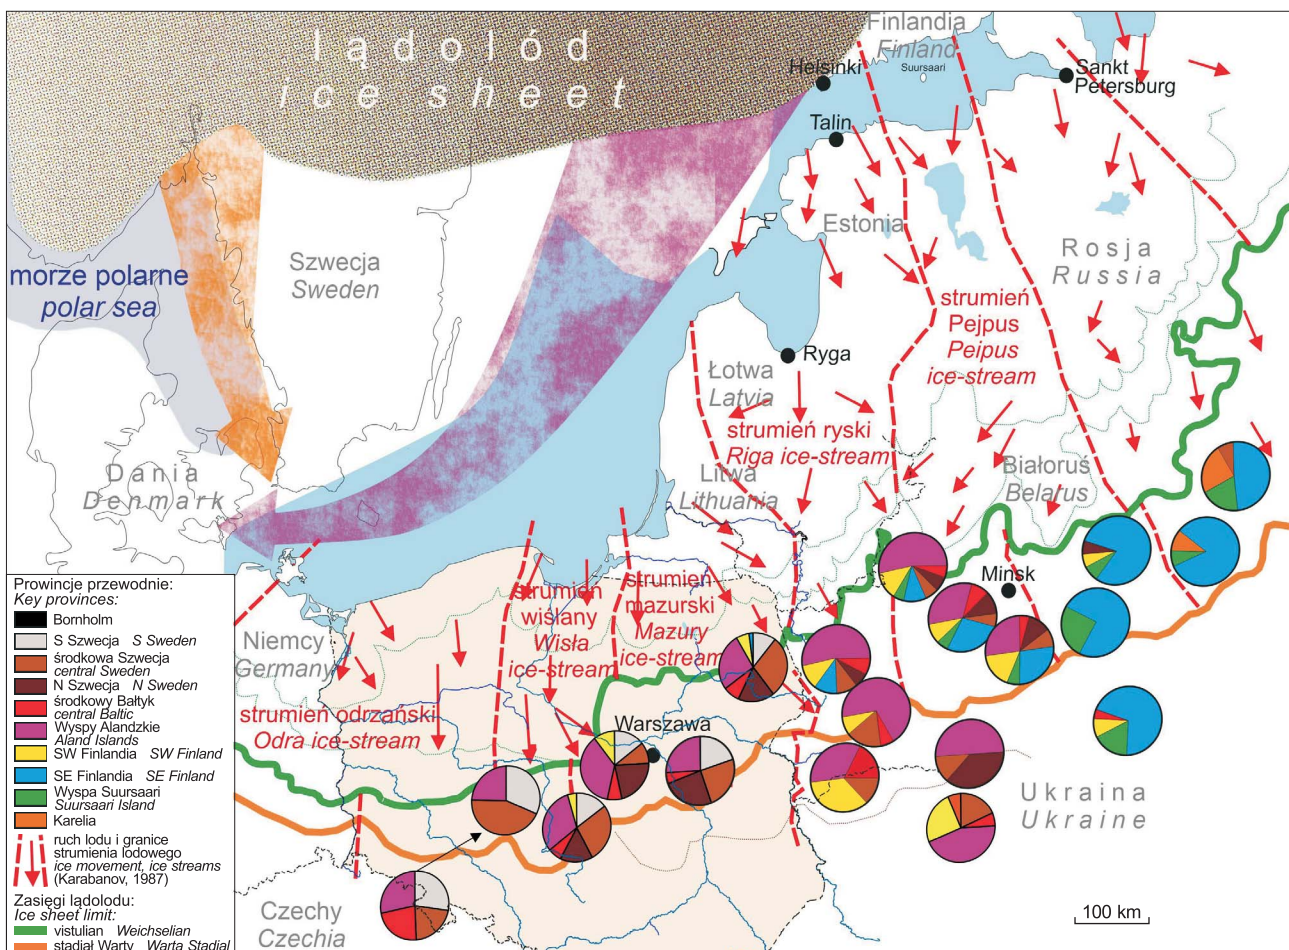 lądolód
ice sheet
Finlandia
Finland
Suursaari
Helsinki
Sankt
Petersburg
Talin
Estonia
morze polarne
polar sea
Szwecja
Sweden
Rosja
Russia
strumień
Pejpus
Peipus
ice-stream
Ryga
Łotwa
Latvia
strumień ryski
Riga ice-stream
Dania
Denmark
Litwa
Lithuania
Białoruś
Belarus
Minsk
strumień
wiślany
Wisła
ice-stream
strumień
mazurski
Mazury
ice-stream
Niemcy
Germany
strumień odrzański
Odra ice-stream
Warszawa
Ukraina
Ukraine
Czechy
Czechia
100 km
Prowincje przewodnie:
Key provinces:
Bornholm
S Szwecja S Sweden
środkowa Szwecja
central Sweden
N Szwecja N Sweden
środkowy Bałtyk
central Baltic
Wyspy Alandzkie
Aland Islands
SW Finlandia SW Finland
SE Finlandia SE Finland
Wyspa Suursaari
Suursaari Island
Karelia
ruch lodu i granice
strumienia lodowego
ice movement, ice streams
(Karabanov, 1987)
Zasięgi lądolodu:
Ice sheet limit:
vistulian Weichselian
stadiał Warty Warta Stadial